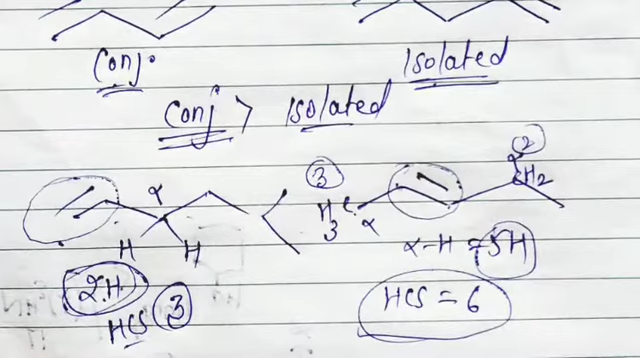 Conj.
Isolated
Conj > Isolated
α
H H
2H
HCS 3
3
H3C
α
2
α
CH2
α-H = 5H
HCS = 6